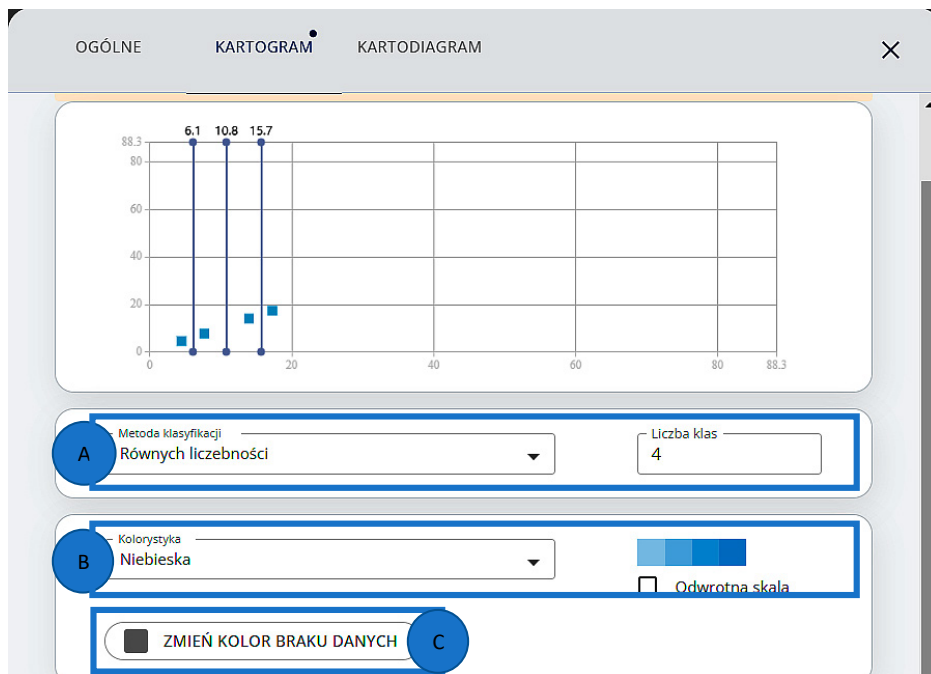 OGÓLNE KARTOGRAM KARTODIAGRAM
6.1 10.8 15.7
88.3
80
60
40
20
0
0 20 40 60 80 88.3
Metoda klasyfikacji Liczba klas
A Równych liczebności 4
Kolorystyka
B Niebieska
Odwrotna skala
ZMIEŃ KOLOR BRAKU DANYCH C